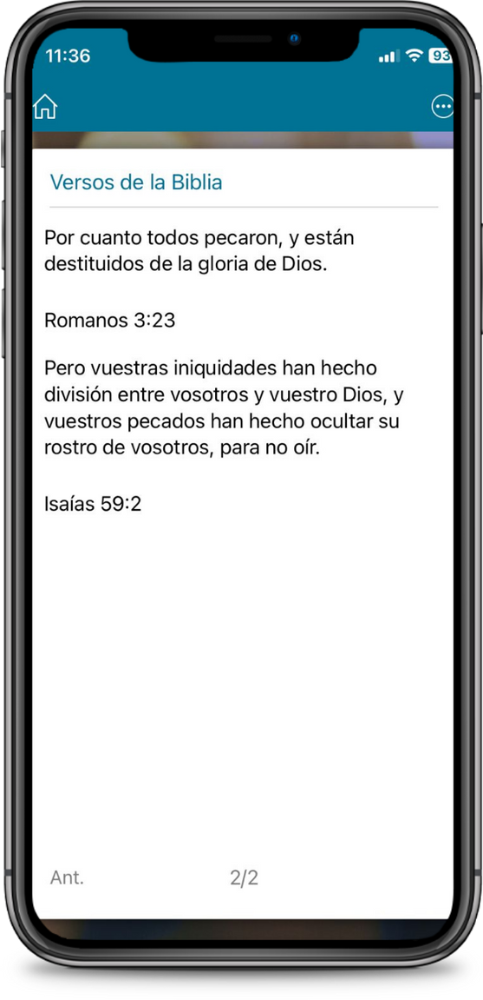 11:36
93
Versos de la Biblia
Por cuanto todos pecaron, y están
destituidos de la gloria de Dios.
Romanos 3:23
Pero vuestras iniquidades han hecho
división entre vosotros y vuestro Dios, y
vuestros pecados han hecho ocultar su
rostro de vosotros, para no oír.
Isaías 59:2
Ant.
2/2